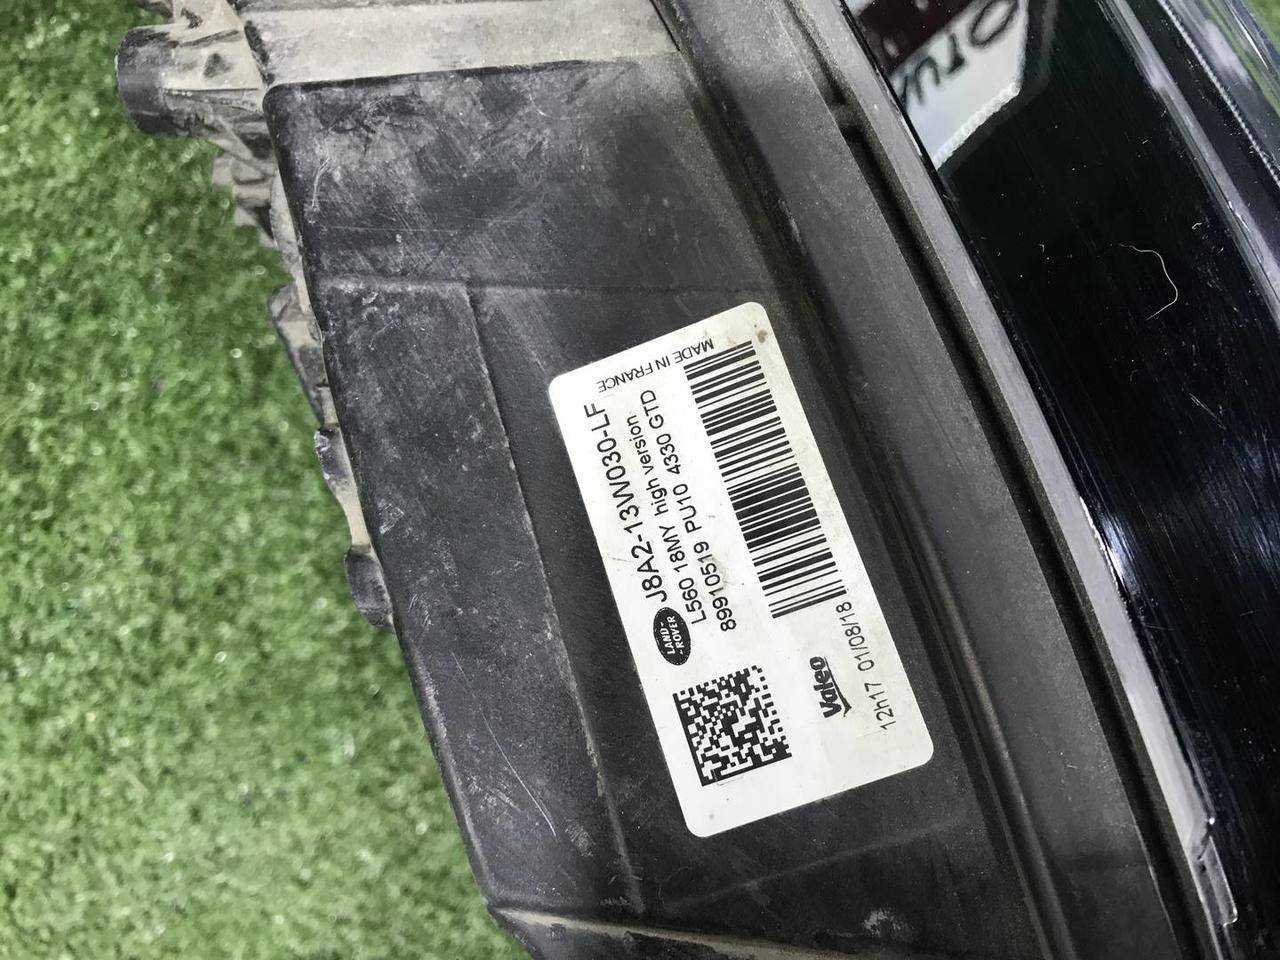 MADE IN FRANCE
LAND-
-ROVER
J8A2-13W030-LF
L560 18MY high version
89910519 PU10 4330 GTD
Valeo
12h17 01/08/18